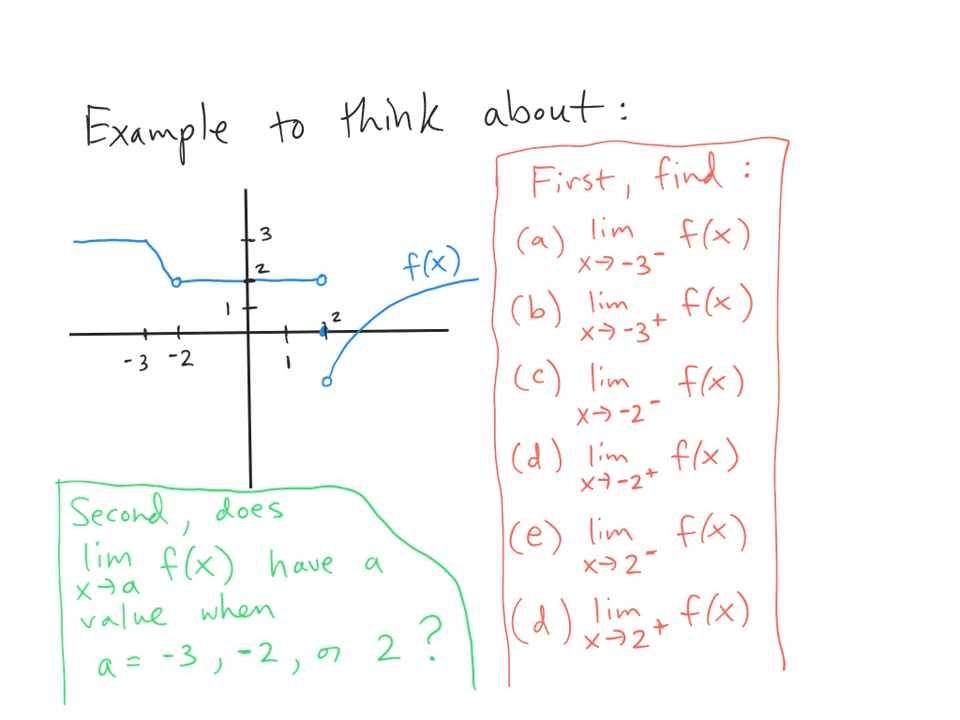 Example to think about:
3
2
f(x)
1
2
-3 -2 1
First, find:
(a) lim f(x)
x→-3⁻
(b) lim f(x)
x→-3⁺
(c) lim f(x)
x→-2⁻
(d) lim f(x)
x→-2⁺
(e) lim f(x)
x→2⁻
(d) lim f(x)
x→2⁺
Second, does
lim f(x) have a
x→a
value when
a = -3, -2, or 2?